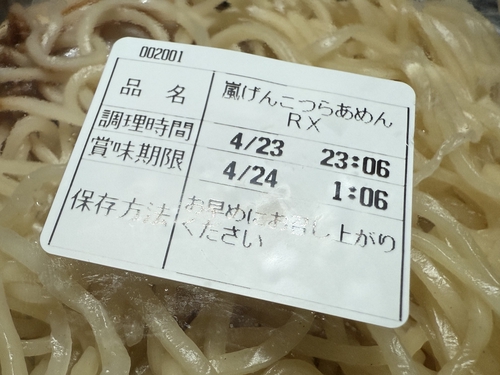 002001
品名 嵐げんこつらあめん
RX
調理時間 4/23 23:06
賞味期限 4/24 1:06
保存方法 お早めにお召し上がり
ください